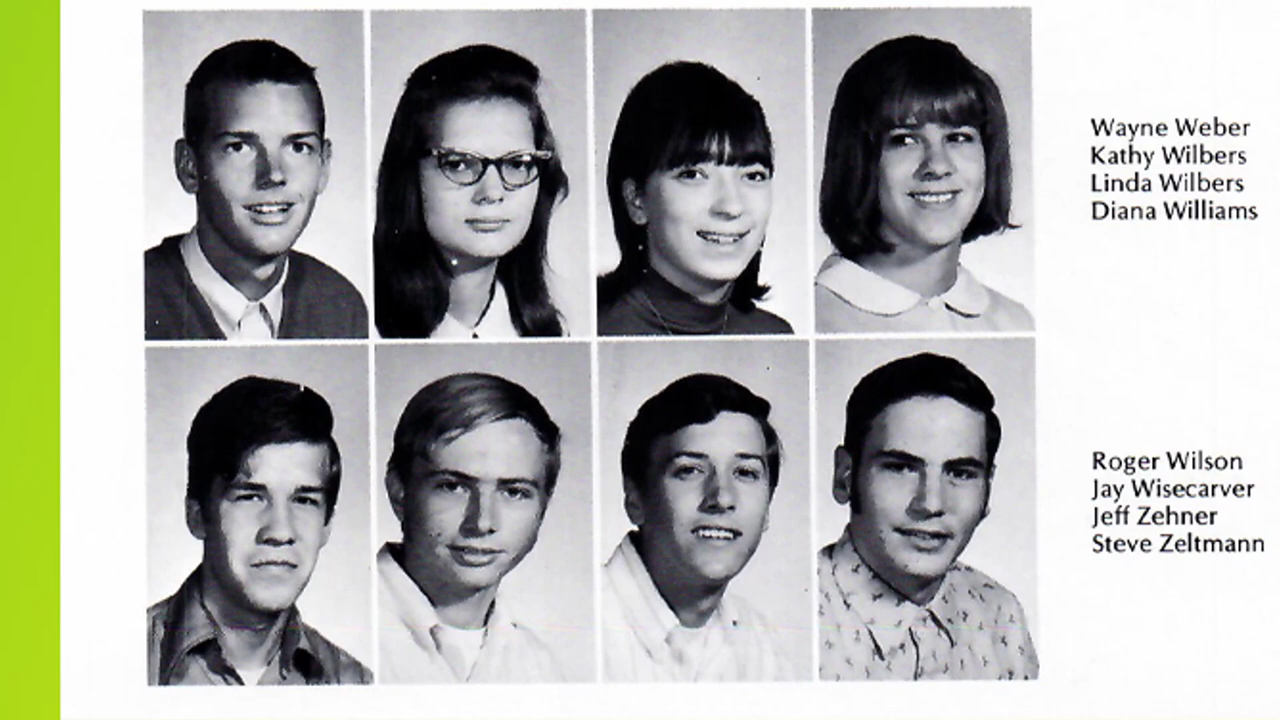 Wayne Weber
Kathy Wilbers
Linda Wilbers
Diana Williams
Roger Wilson
Jay Wisecarver
Jeff Zehner
Steve Zeltmann